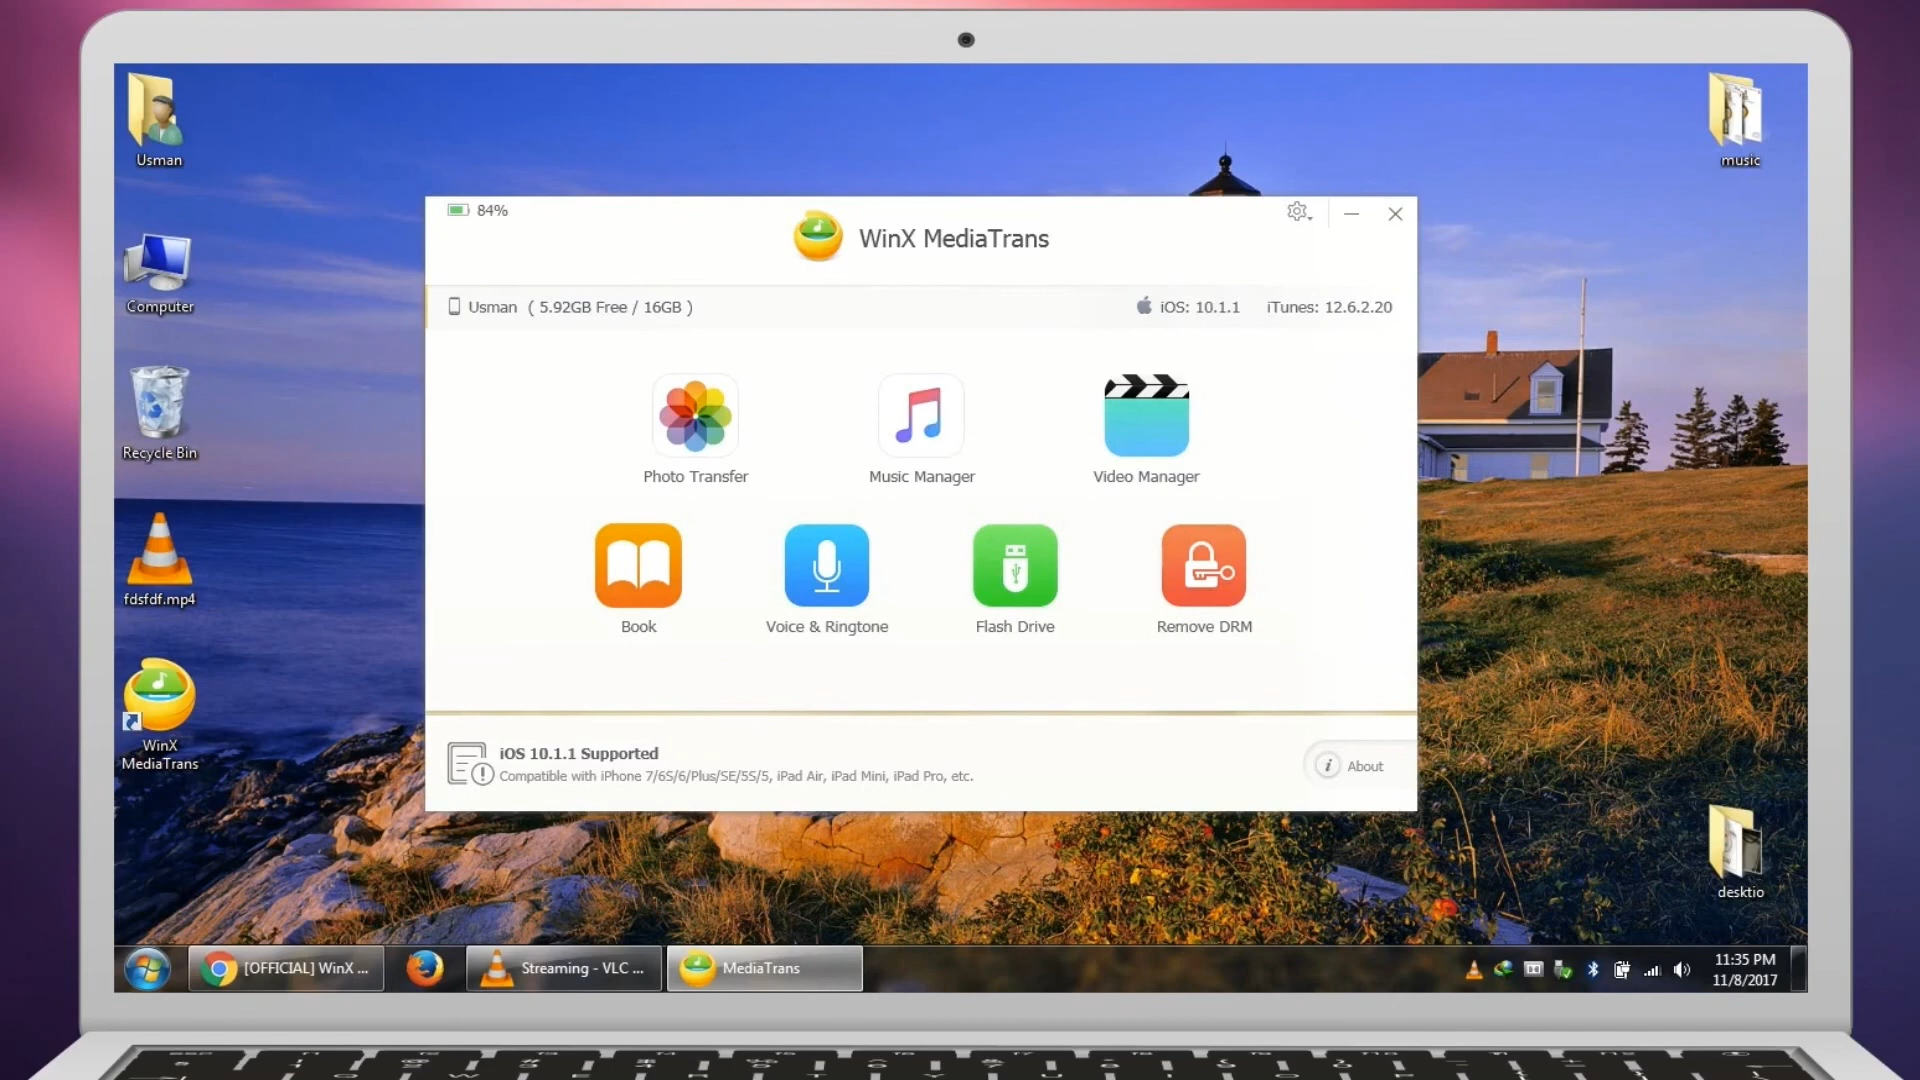 Usman
music
84%
WinX MediaTrans
Usman ( 5.92GB Free / 16GB )
iOS: 10.1.1
iTunes: 12.6.2.20
Computer
Photo Transfer
Music Manager
Video Manager
Recycle Bin
Book
Voice & Ringtone
Flash Drive
Remove DRM
fdsfdf.mp4
WinX
MediaTrans
iOS 10.1.1 Supported
Compatible with iPhone 7/6S/6/Plus/SE/5S/5, iPad Air, iPad Mini, iPad Pro, etc.
About
desktio
[OFFICIAL] WinX ...
Streaming - VLC ...
MediaTrans
11:35 PM
11/8/2017